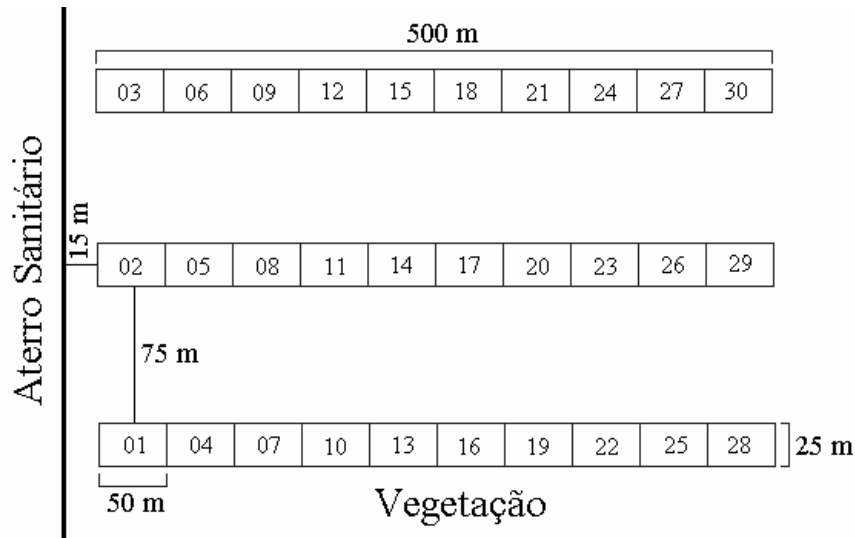 500 m
03 06 09 12 15 18 21 24 27 30
Aterro Sanitário
15 m
02 05 08 11 14 17 20 23 26 29
75 m
01 04 07 10 13 16 19 22 25 28
25 m
50 m
Vegetação